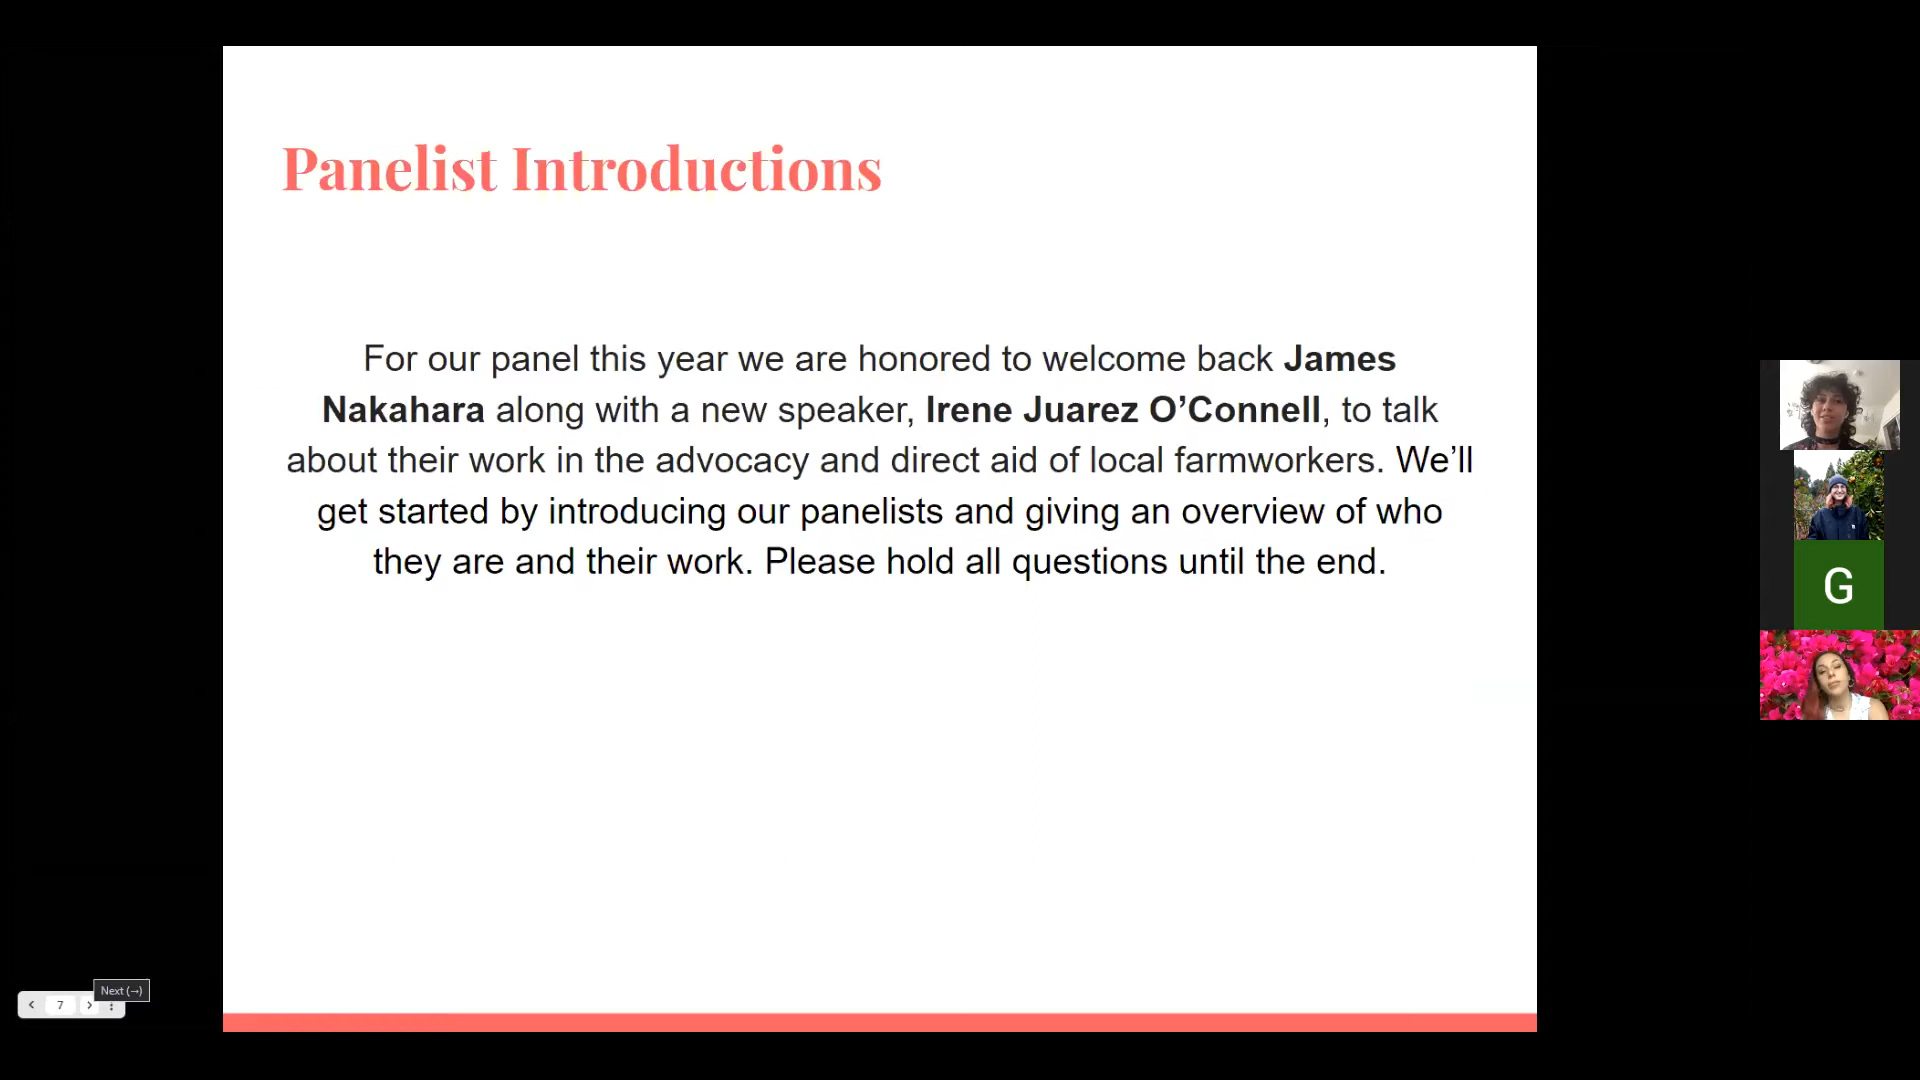 Panelist Introductions
For our panel this year we are honored to welcome back James
Nakahara along with a new speaker, Irene Juarez O’Connell, to talk
about their work in the advocacy and direct aid of local farmworkers. We’ll
get started by introducing our panelists and giving an overview of who
they are and their work. Please hold all questions until the end.
G
Next (→)
7